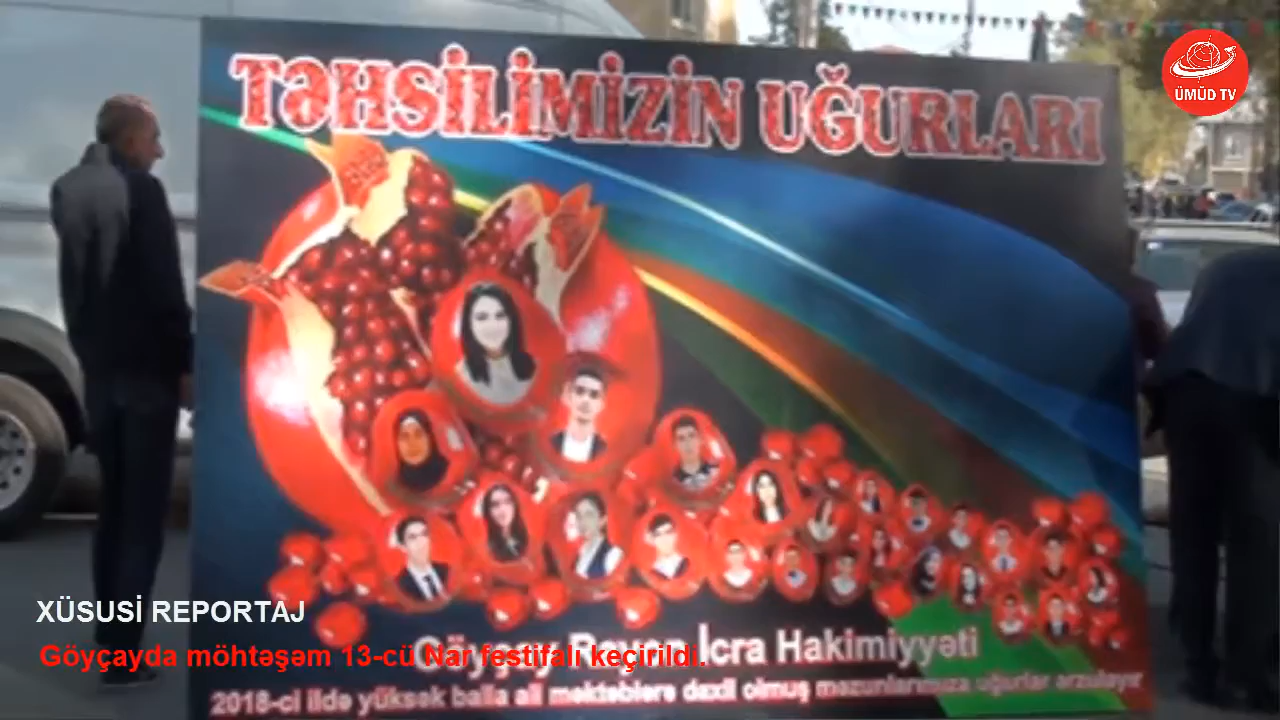 TƏHSİLİMİZİN UĞURLARI
ÜMÜD TV
XÜSUSİ REPORTAJ
Göyçayda möhtəşəm 13-cü Nar festifalı keçirildi.
Göyçay Rayon İcra Hakimiyyəti
2018-ci ildə yüksək balla ali məktəblərə daxil olmuş məzunlarımıza uğurlar arzulayır